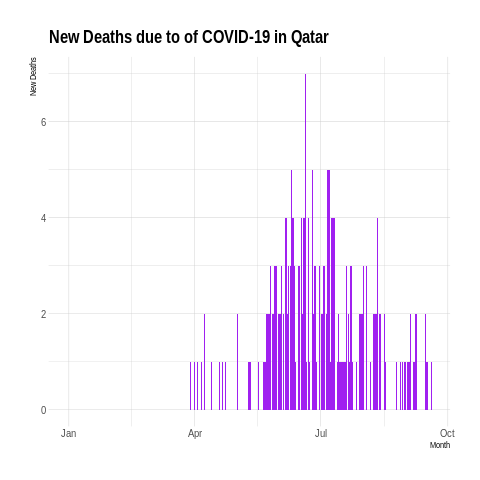 New Deaths due to of COVID-19 in Qatar
New Deaths
6
4
2
0
Jan Apr Jul Oct
Month